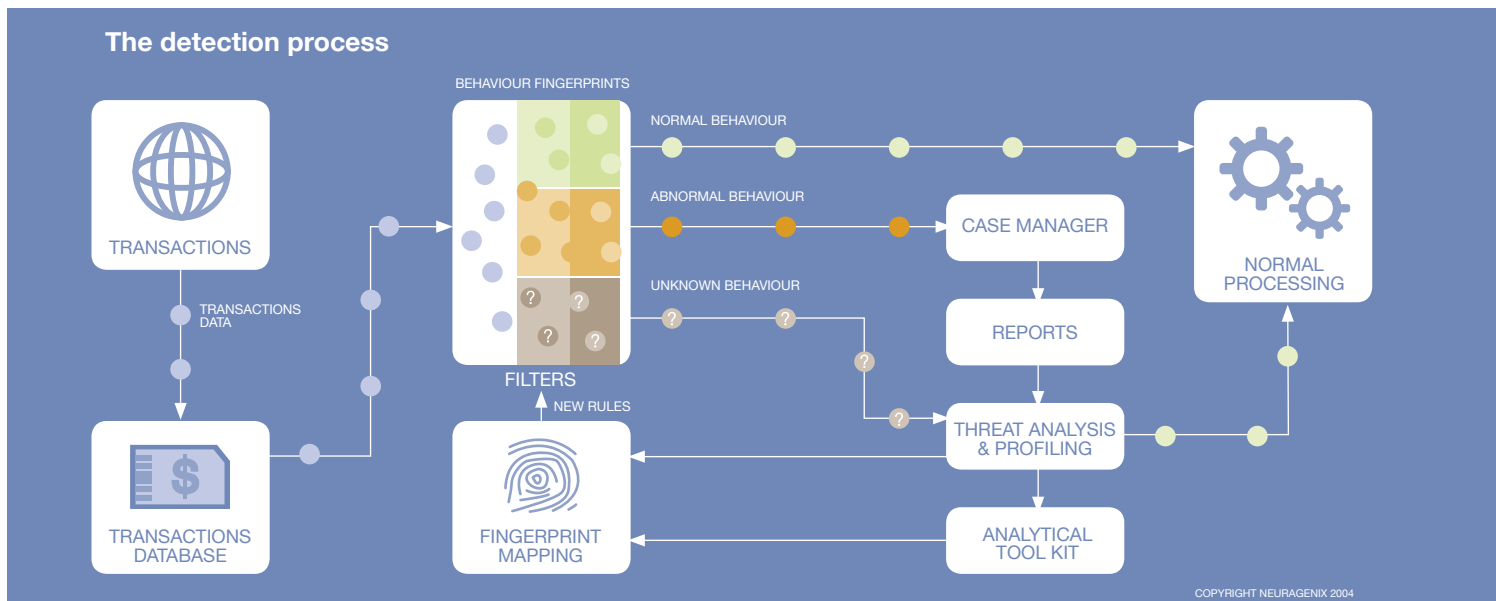 The detection process
BEHAVIOUR FINGERPRINTS
TRANSACTIONS
TRANSACTIONS
DATA
TRANSACTIONS
DATABASE
$
? ? ? ?
FILTERS
NEW RULES
FINGERPRINT
MAPPING
NORMAL BEHAVIOUR
ABNORMAL BEHAVIOUR
UNKNOWN BEHAVIOUR
? ? ? ?
CASE MANAGER
REPORTS
THREAT ANALYSIS
& PROFILING
ANALYTICAL
TOOL KIT
NORMAL
PROCESSING
COPYRIGHT NEURAGENIX 2004